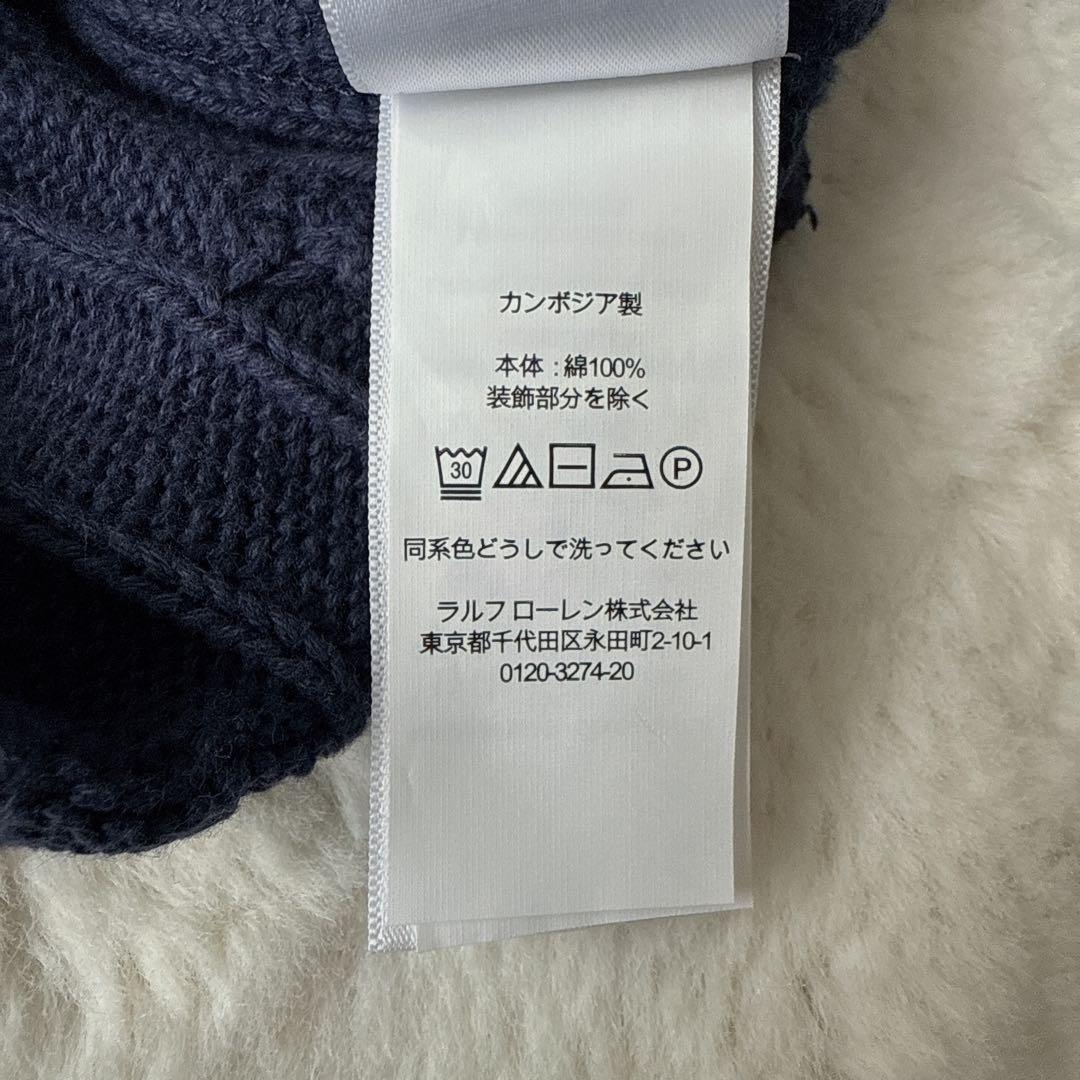 カンボジア製
本体 : 綿100%
装飾部分を除く
30 P
同系色どうしで洗ってください
ラルフ ローレン株式会社
東京都千代田区永田町2-10-1
0120-3274-20